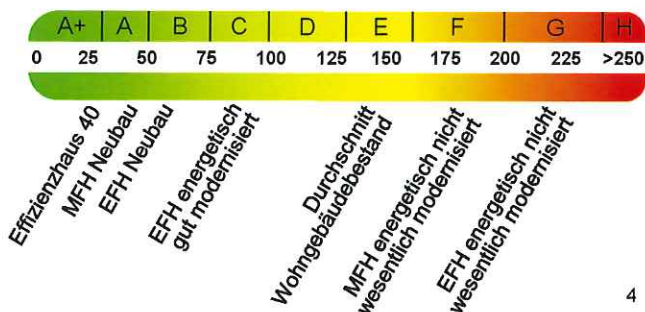 A+ A B C D E F G H
0 25 50 75 100 125 150 175 200 225 >250
Effizienzhaus 40
MFH Neubau
EFH Neubau
EFH energetisch
gut modernisiert
Durchschnitt
Wohngebäudebestand
MFH energetisch nicht
wesentlich modernisiert
EFH energetisch nicht
wesentlich modernisiert
4